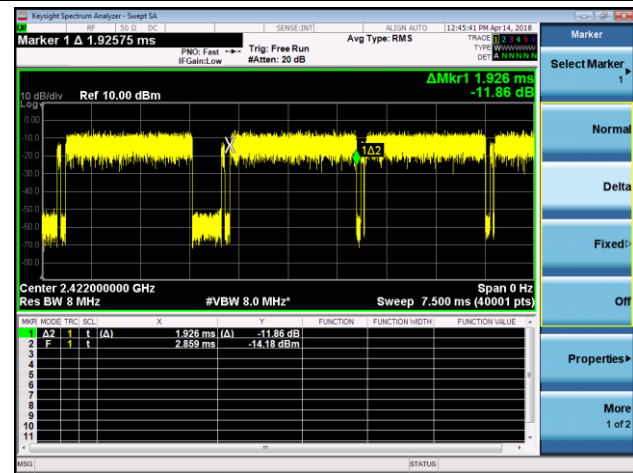 Keysight Spectrum Analyzer - Swept SA
RF 50 Ω DC SENSE:INT ALIGN AUTO 12:45:41 PM Apr 14, 2018
Marker 1 Δ 1.92575 ms
PNO: Fast
IFGain:Low
Trig: Free Run
#Atten: 20 dB
Avg Type: RMS
TRACE 1 2 3 4 5 6
TYPE WWWWWW
DET A N N N N N
ΔMkr1 1.926 ms
-11.86 dB
10 dB/div Ref 10.00 dBm
Log
0.00
-10.0
-20.0
-30.0
-40.0
-50.0
-60.0
-70.0
-80.0
X
1Δ2
Center 2.422000000 GHz Span 0 Hz
Res BW 8 MHz #VBW 8.0 MHz* Sweep 7.500 ms (40001 pts)
MKR MODE TRC SCL X Y FUNCTION FUNCTION WIDTH FUNCTION VALUE
1 Δ2 1 t (Δ) 1.926 ms (Δ) -11.86 dB
2 F 1 t 2.859 ms -14.18 dBm
3
4
5
6
7
8
9
10
11
MSG STATUS
Marker
Select Marker
1
Normal
Delta
Fixed
Off
Properties
More
1 of 2